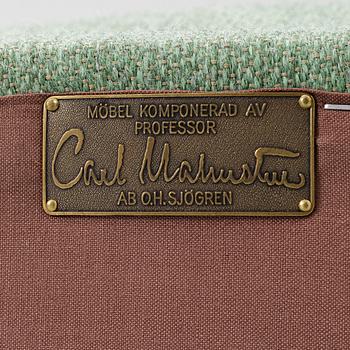 MÖBEL KOMPONERAD AV
PROFESSOR
Carl Malmsten
AB O.H. SJÖGREN